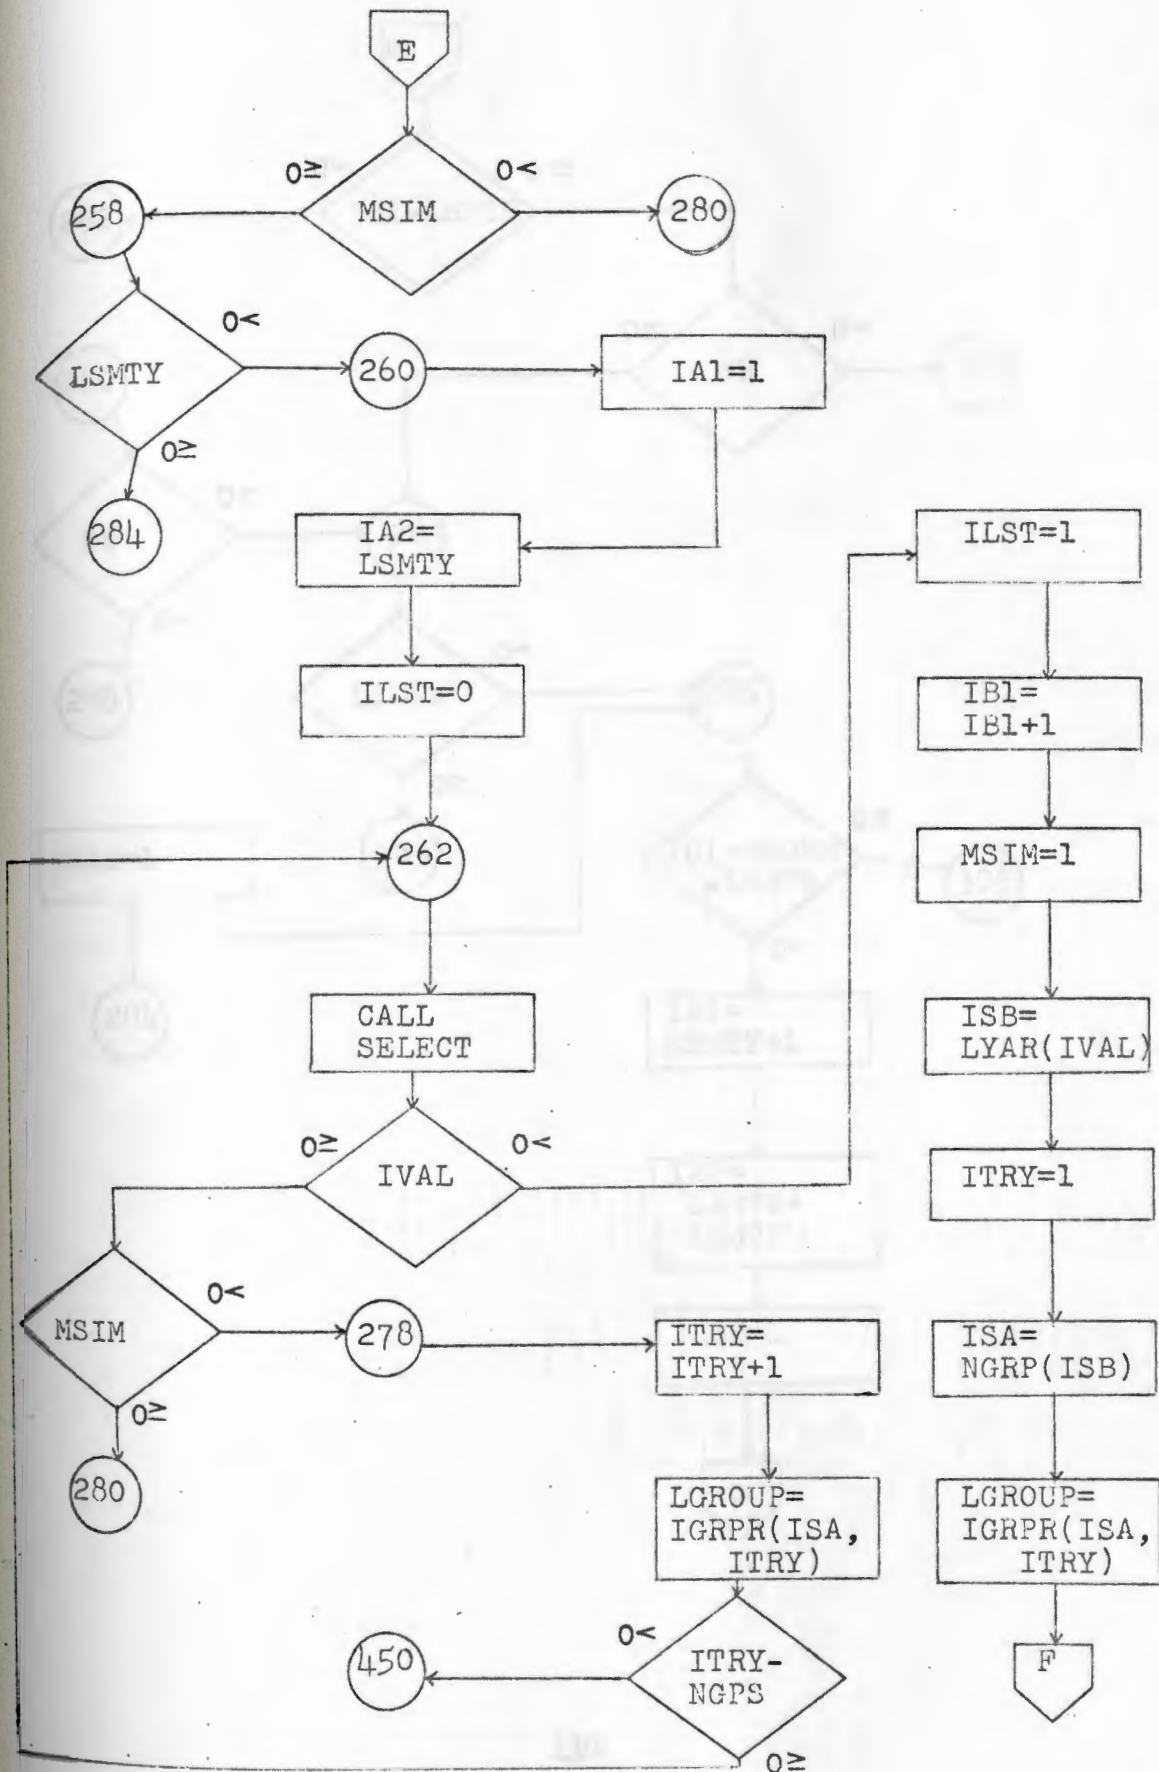 E
0≥
0<
MSIM
258
280
0<
LSMTY
260
IA1=1
0≥
284
IA2=
LSMTY
ILST=1
ILST=0
IB1=
IB1+1
262
MSIM=1
CALL
SELECT
ISB=
LYAR(IVAL)
0≥
0<
IVAL
ITRY=1
0<
MSIM
278
ITRY=
ITRY+1
ISA=
NGRP(ISB)
0≥
280
LGROUP=
IGRPR(ISA,
ITRY)
LGROUP=
IGRPR(ISA,
ITRY)
0<
450
ITRY-
NGPS
F
0≥